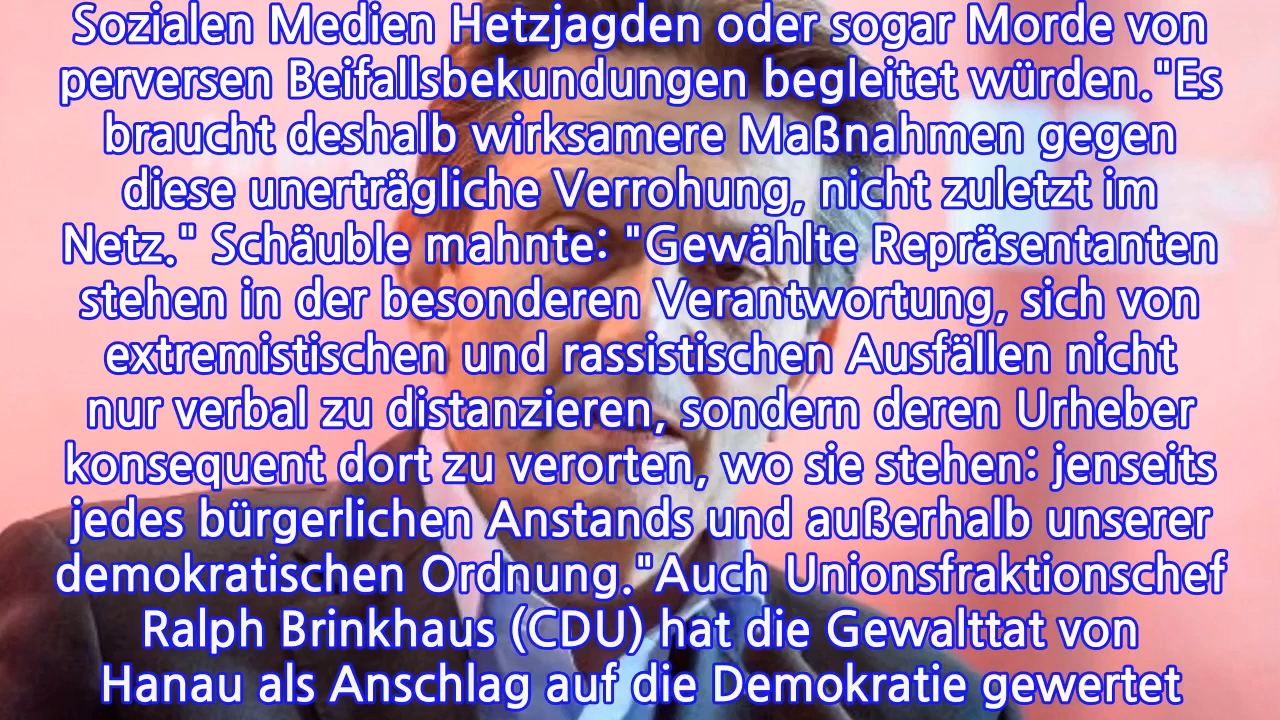 Sozialen Medien Hetzjagden oder sogar Morde von
perversen Beifallsbekundungen begleitet würden."Es
braucht deshalb wirksamere Maßnahmen gegen
diese unerträgliche Verrohung, nicht zuletzt im
Netz." Schäuble mahnte: "Gewählte Repräsentanten
stehen in der besonderen Verantwortung, sich von
extremistischen und rassistischen Ausfällen nicht
nur verbal zu distanzieren, sondern deren Urheber
konsequent dort zu verorten, wo sie stehen: jenseits
jedes bürgerlichen Anstands und außerhalb unserer
demokratischen Ordnung."Auch Unionsfraktionschef
Ralph Brinkhaus (CDU) hat die Gewalttat von
Hanau als Anschlag auf die Demokratie gewertet